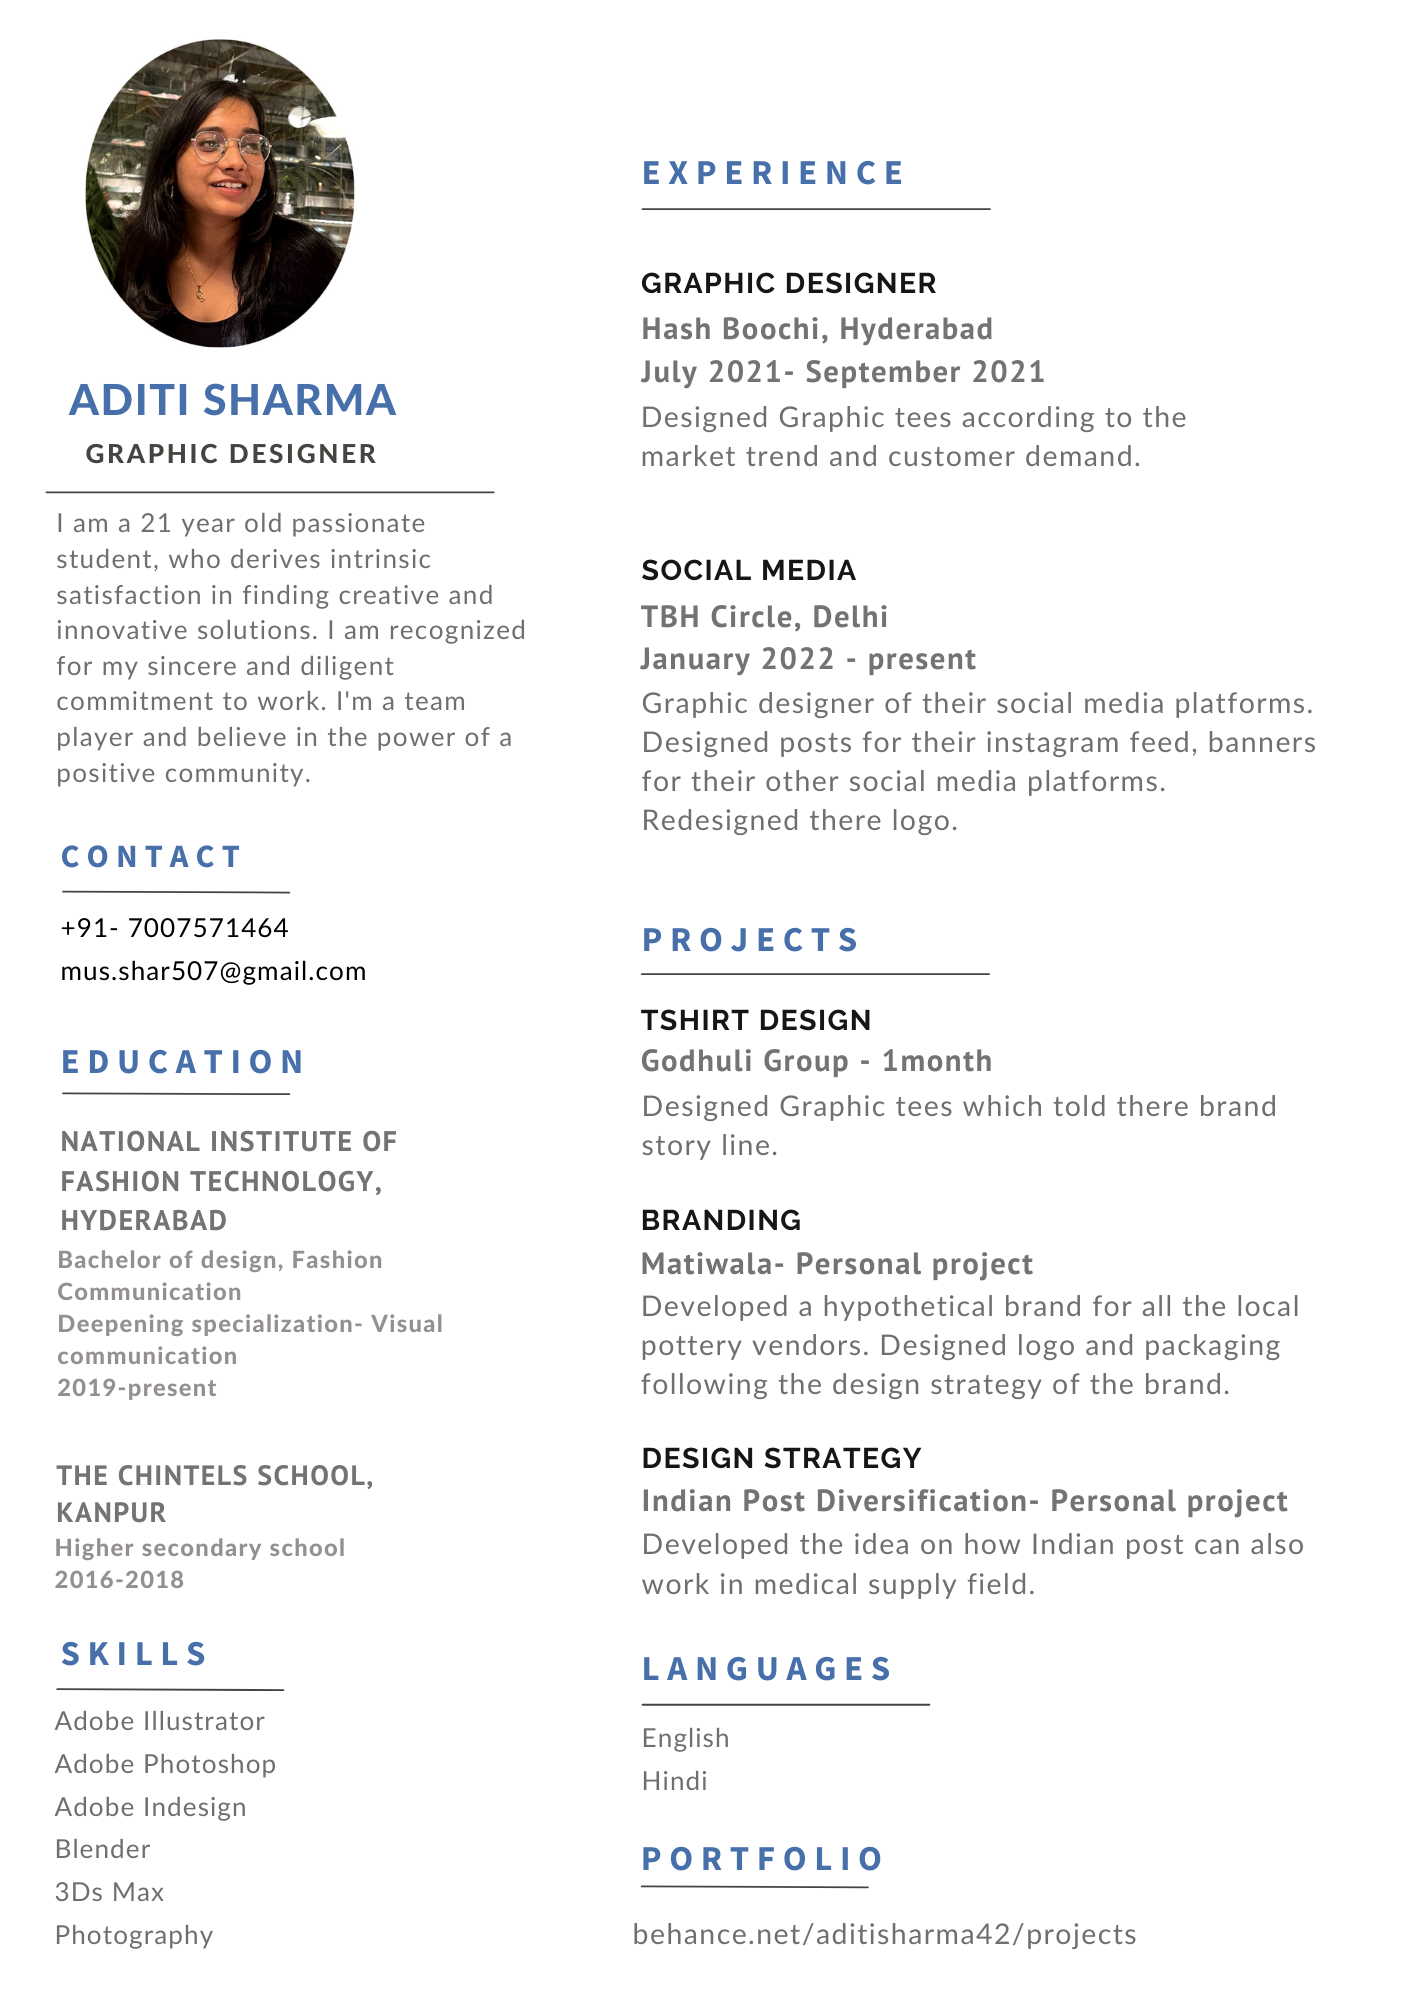 ADITI SHARMA
GRAPHIC DESIGNER
I am a 21 year old passionate
student, who derives intrinsic
satisfaction in finding creative and
innovative solutions. I am recognized
for my sincere and diligent
commitment to work. I'm a team
player and believe in the power of a
positive community.
CONTACT
+91- 7007571464
mus.shar507@gmail.com
EDUCATION
NATIONAL INSTITUTE OF
FASHION TECHNOLOGY,
HYDERABAD
Bachelor of design, Fashion
Communication
Deepening specialization- Visual
communication
2019-present
THE CHINTELS SCHOOL,
KANPUR
Higher secondary school
2016-2018
SKILLS
Adobe Illustrator
Adobe Photoshop
Adobe Indesign
Blender
3Ds Max
Photography
EXPERIENCE
GRAPHIC DESIGNER
Hash Boochi, Hyderabad
July 2021- September 2021
Designed Graphic tees according to the
market trend and customer demand.
SOCIAL MEDIA
TBH Circle, Delhi
January 2022 - present
Graphic designer of their social media platforms.
Designed posts for their instagram feed, banners
for their other social media platforms.
Redesigned there logo.
PROJECTS
TSHIRT DESIGN
Godhuli Group - 1month
Designed Graphic tees which told there brand
story line.
BRANDING
Matiwala- Personal project
Developed a hypothetical brand for all the local
pottery vendors. Designed logo and packaging
following the design strategy of the brand.
DESIGN STRATEGY
Indian Post Diversification- Personal project
Developed the idea on how Indian post can also
work in medical supply field.
LANGUAGES
English
Hindi
PORTFOLIO
behance.net/aditisharma42/projects